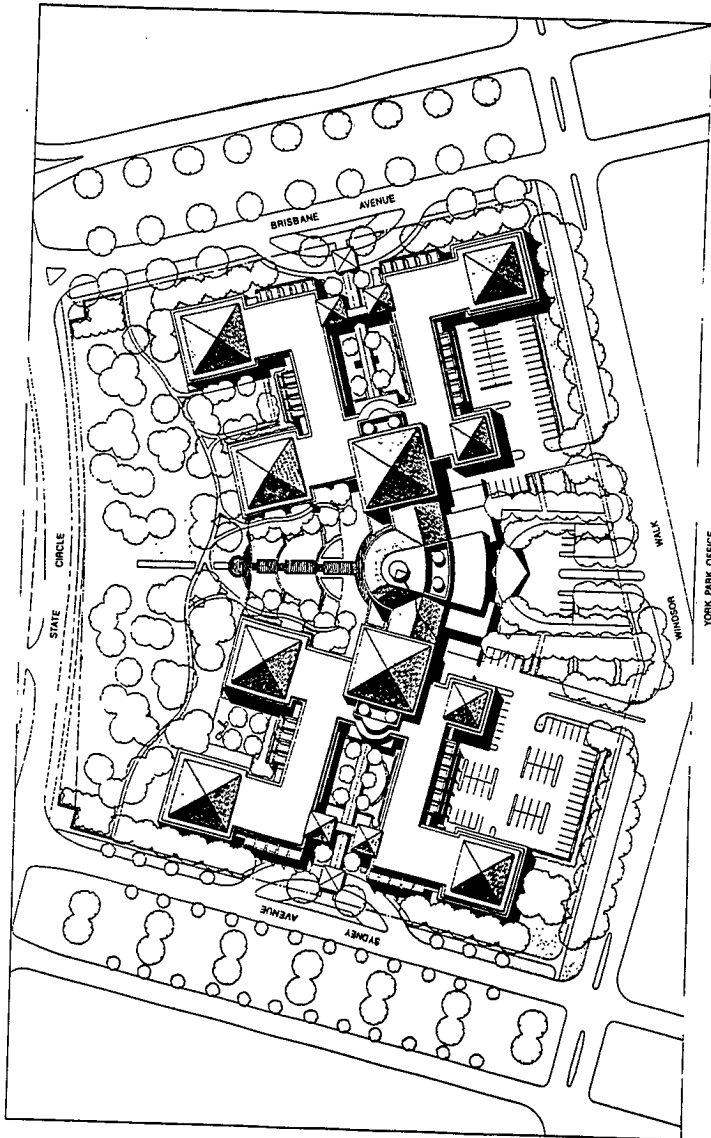 BRISBANE AVENUE
STATE CIRCLE
WINDSOR WALK
YORK PARK OFFICE
SYDNEY AVENUE